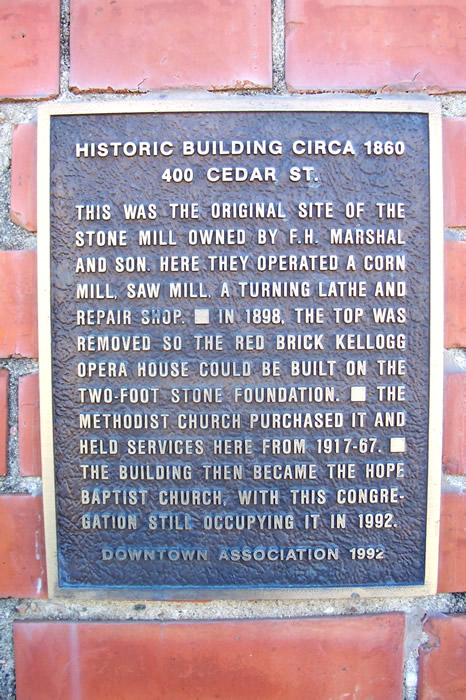 HISTORIC BUILDING CIRCA 1860
400 CEDAR ST.
THIS WAS THE ORIGINAL SITE OF THE
STONE MILL OWNED BY F.H. MARSHAL
AND SON. HERE THEY OPERATED A CORN
MILL, SAW MILL, A TURNING LATHE AND
REPAIR SHOP. ■ IN 1898, THE TOP WAS
REMOVED SO THE RED BRICK KELLOGG
OPERA HOUSE COULD BE BUILT ON THE
TWO-FOOT STONE FOUNDATION. ■ THE
METHODIST CHURCH PURCHASED IT AND
HELD SERVICES HERE FROM 1917-67. ■
THE BUILDING THEN BECAME THE HOPE
BAPTIST CHURCH, WITH THIS CONGRE-
GATION STILL OCCUPYING IT IN 1992.
DOWNTOWN ASSOCIATION 1992